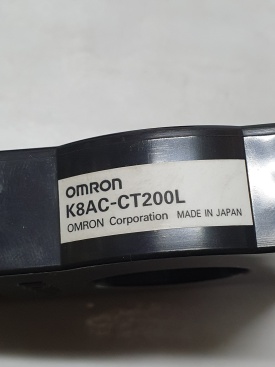 omron
K8AC-CT200L
OMRON Corporation MADE IN JAPAN